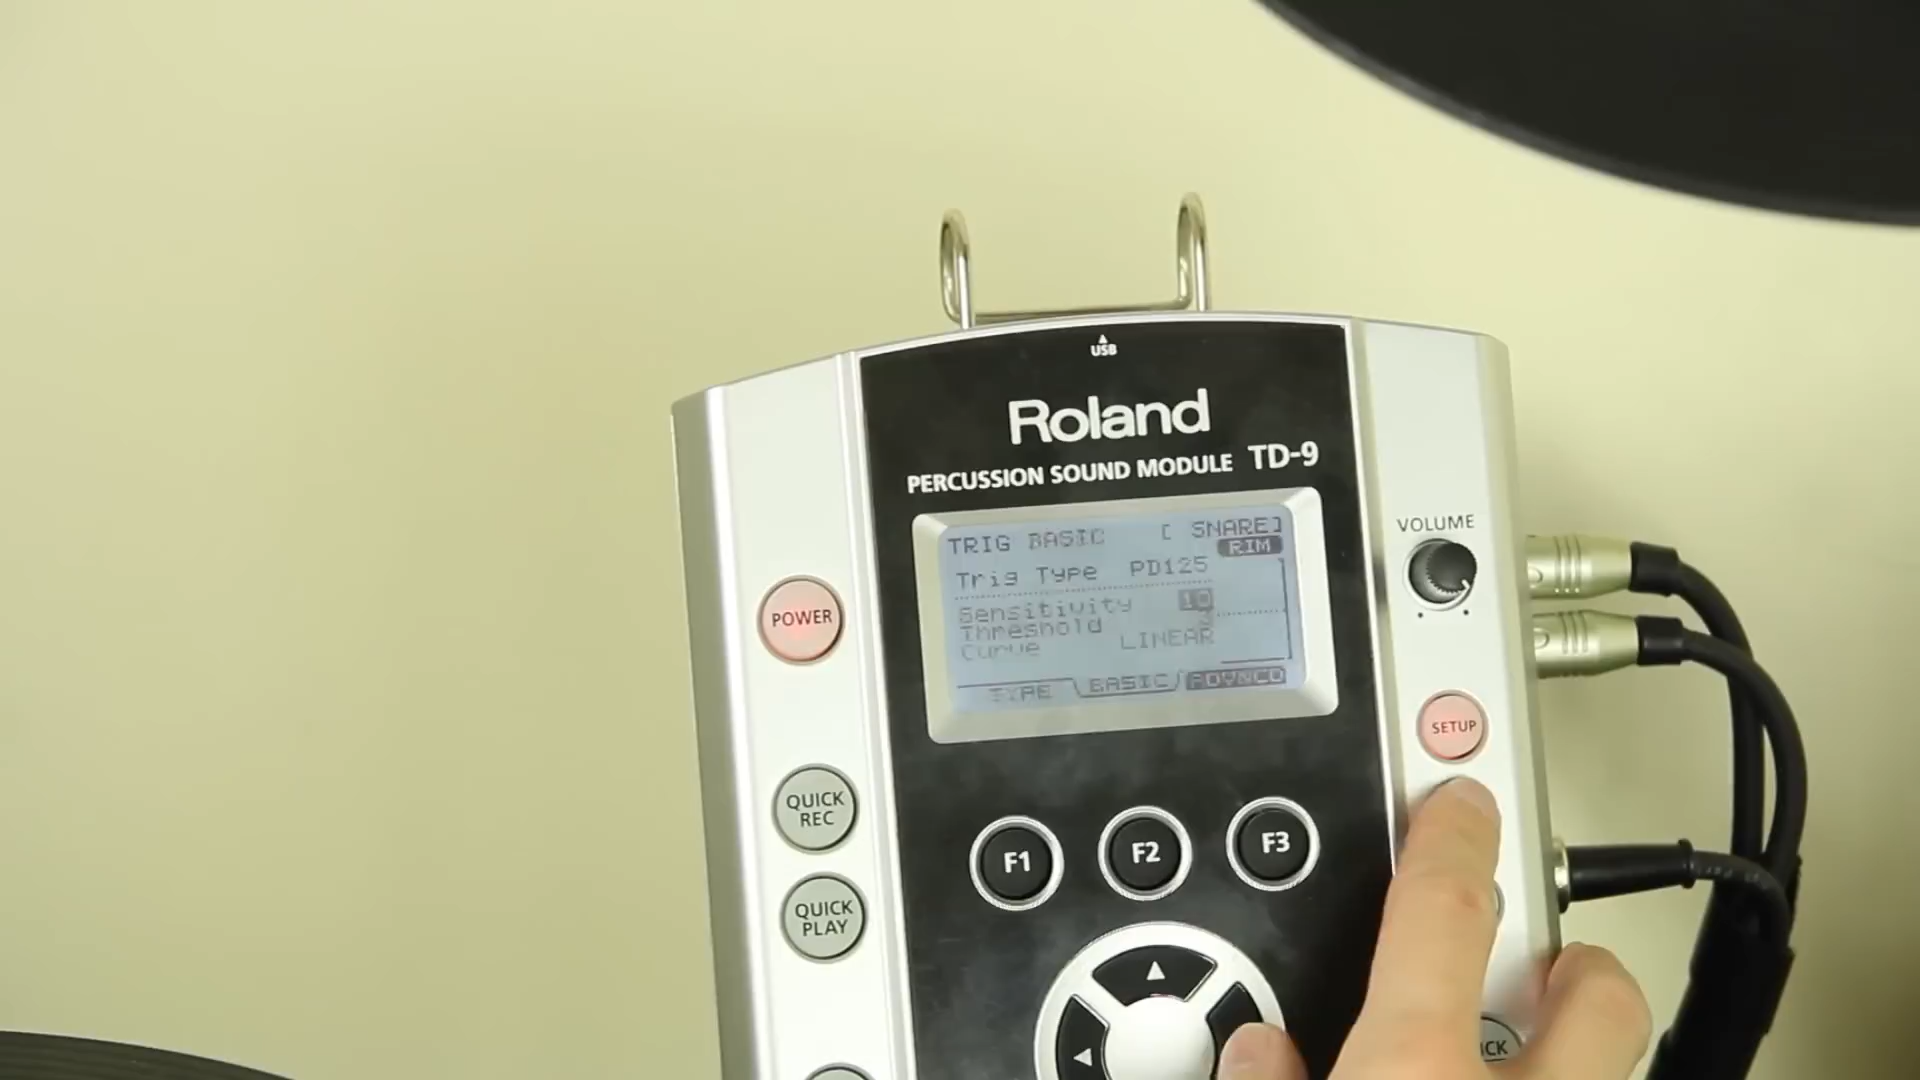 USB
Roland
PERCUSSION SOUND MODULE TD-9
TRIG BASIC [ SNARE]
RIM
Trig Type PD125
Sensitivity 10
Threshold
Curve LINEAR
TYPE BASIC ADVNCD
VOLUME
POWER
SETUP
QUICK
REC
QUICK
PLAY
F1 F2 F3
ICK